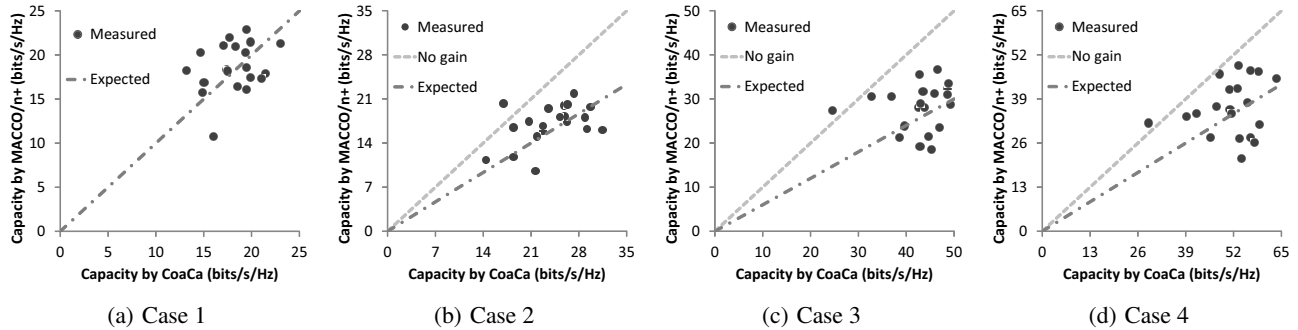 Capacity by MACCO/n+ (bits/s/Hz)
25
20
15
10
5
0
Measured
Expected
0 5 10 15 20 25
Capacity by CoaCa (bits/s/Hz)
(a) Case 1
Capacity by MACCO/n+ (bits/s/Hz)
35
28
21
14
7
0
Measured
No gain
Expected
0 7 14 21 28 35
Capacity by CoaCa (bits/s/Hz)
(b) Case 2
Capacity by MACCO/n+ (bits/s/Hz)
50
40
30
20
10
0
Measured
No gain
Expected
0 10 20 30 40 50
Capacity by CoaCa (bits/s/Hz)
(c) Case 3
Capacity by MACCO/n+ (bits/s/Hz)
65
52
39
26
13
0
Measured
No gain
Expected
0 13 26 39 52 65
Capacity by CoaCa (bits/s/Hz)
(d) Case 4